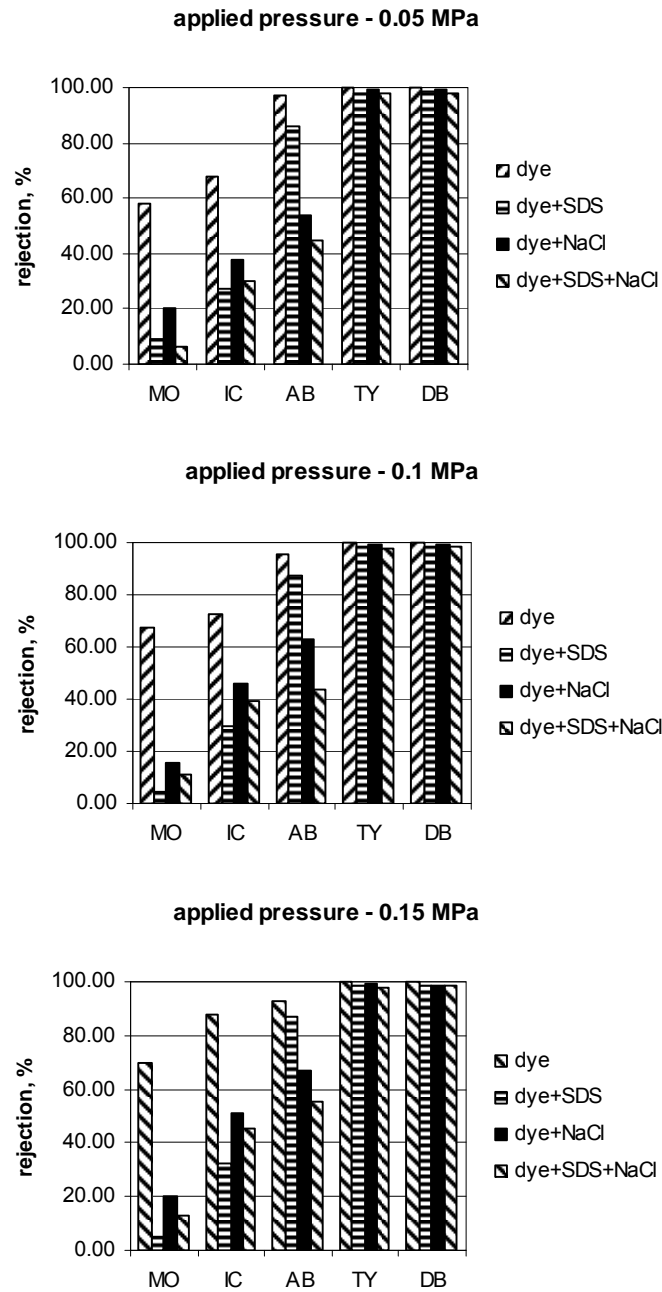 applied pressure - 0.05 MPa
100.00
80.00
60.00
40.00
20.00
0.00
rejection, %
MO IC AB TY DB
dye
dye+SDS
dye+NaCl
dye+SDS+NaCl
applied pressure - 0.1 MPa
100.00
80.00
60.00
40.00
20.00
0.00
rejection, %
MO IC AB TY DB
dye
dye+SDS
dye+NaCl
dye+SDS+NaCl
applied pressure - 0.15 MPa
100.00
80.00
60.00
40.00
20.00
0.00
rejection, %
MO IC AB TY DB
dye
dye+SDS
dye+NaCl
dye+SDS+NaCl